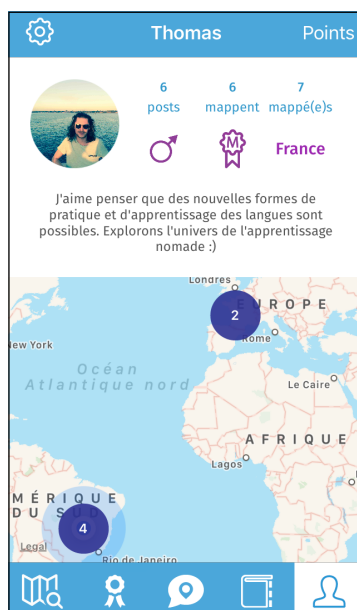 Thomas
Points
6
6
7
posts
mappent
mappé(e)s
M
France
J'aime penser que des nouvelles formes de
pratique et d'apprentissage des langues sont
possibles. Explorons l'univers de l'apprentissage
nomade :)
Londres
EUROPE
2
Rome
New York
Océan
Atlantique nord
Le Caire
AFRIQUE
Lagos
MÉRIQUE
DU SUD
4
Legal
Rio de Janeiro